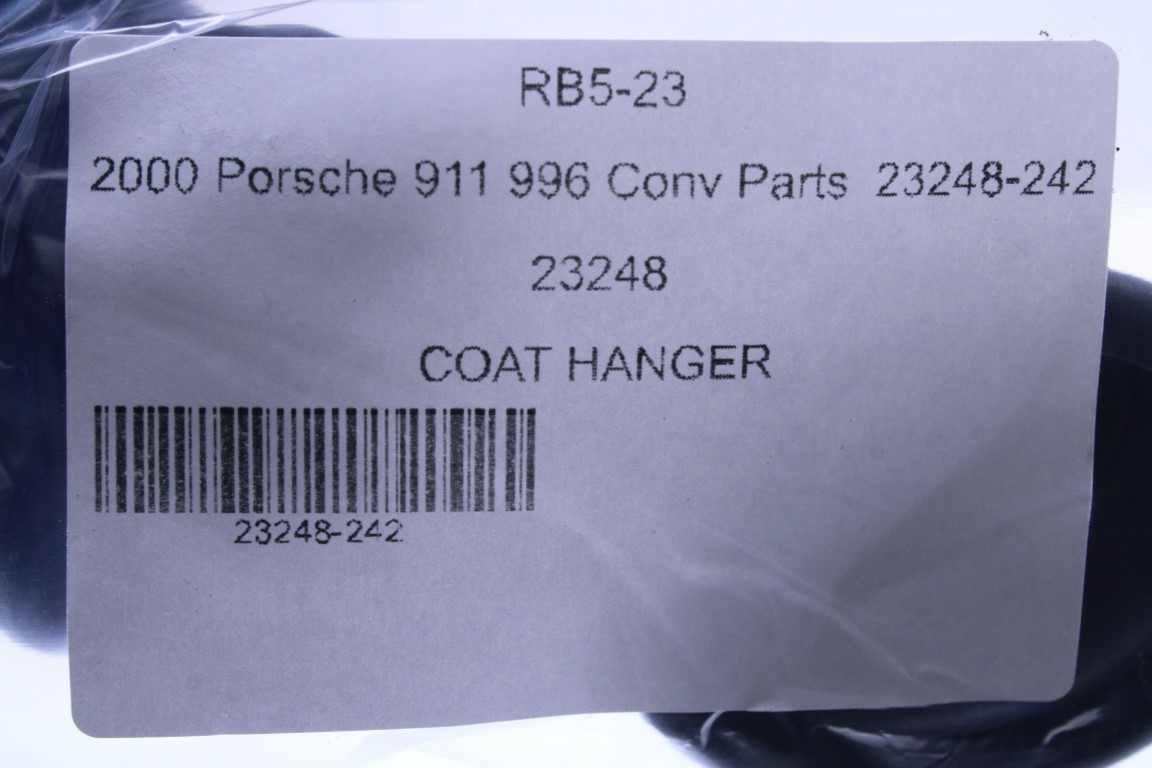 RB5-23
2000 Porsche 911 996 Conv Parts 23248-242
23248
COAT HANGER
23248-242